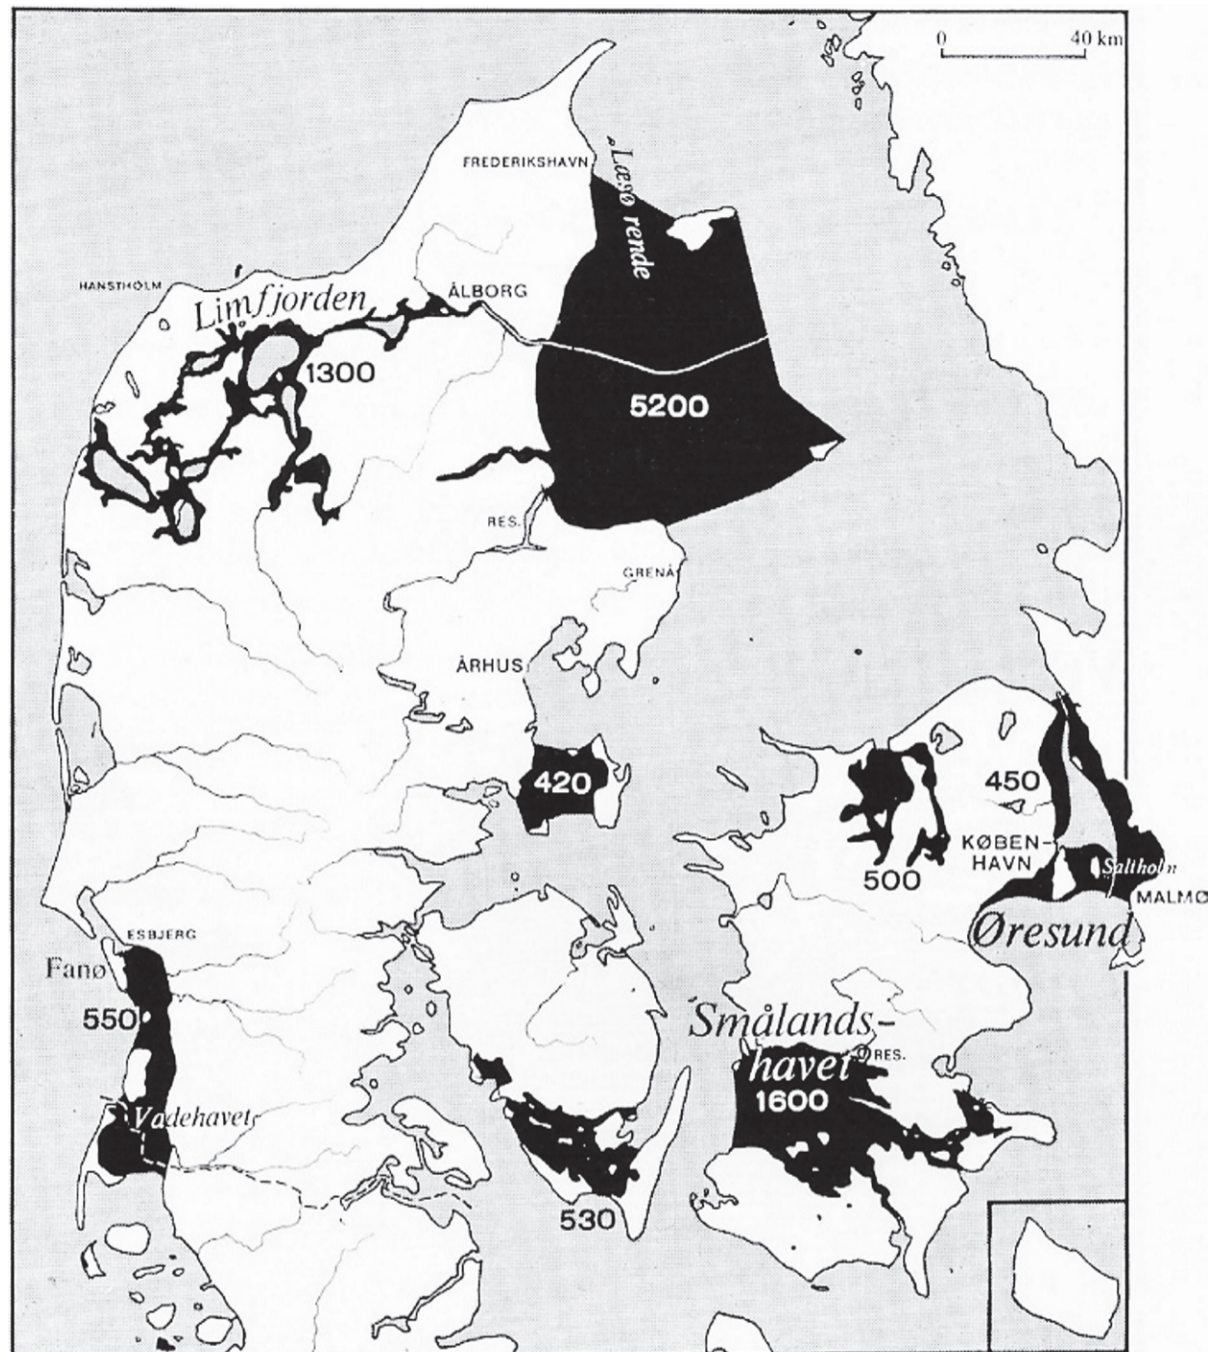 0 40 km
FREDERIKSHAVN
Læsø rende
HANSTHOLM
Limfjorden
ÅLBORG
1300
5200
RES.
GRENÅ
ÅRHUS
420
450
KØBEN-
HAVN
500
Saltholm
MALMØ
Øresund
ESBJERG
Fanø
550
Smålands-
havet
RES.
1600
Vadehavet
530